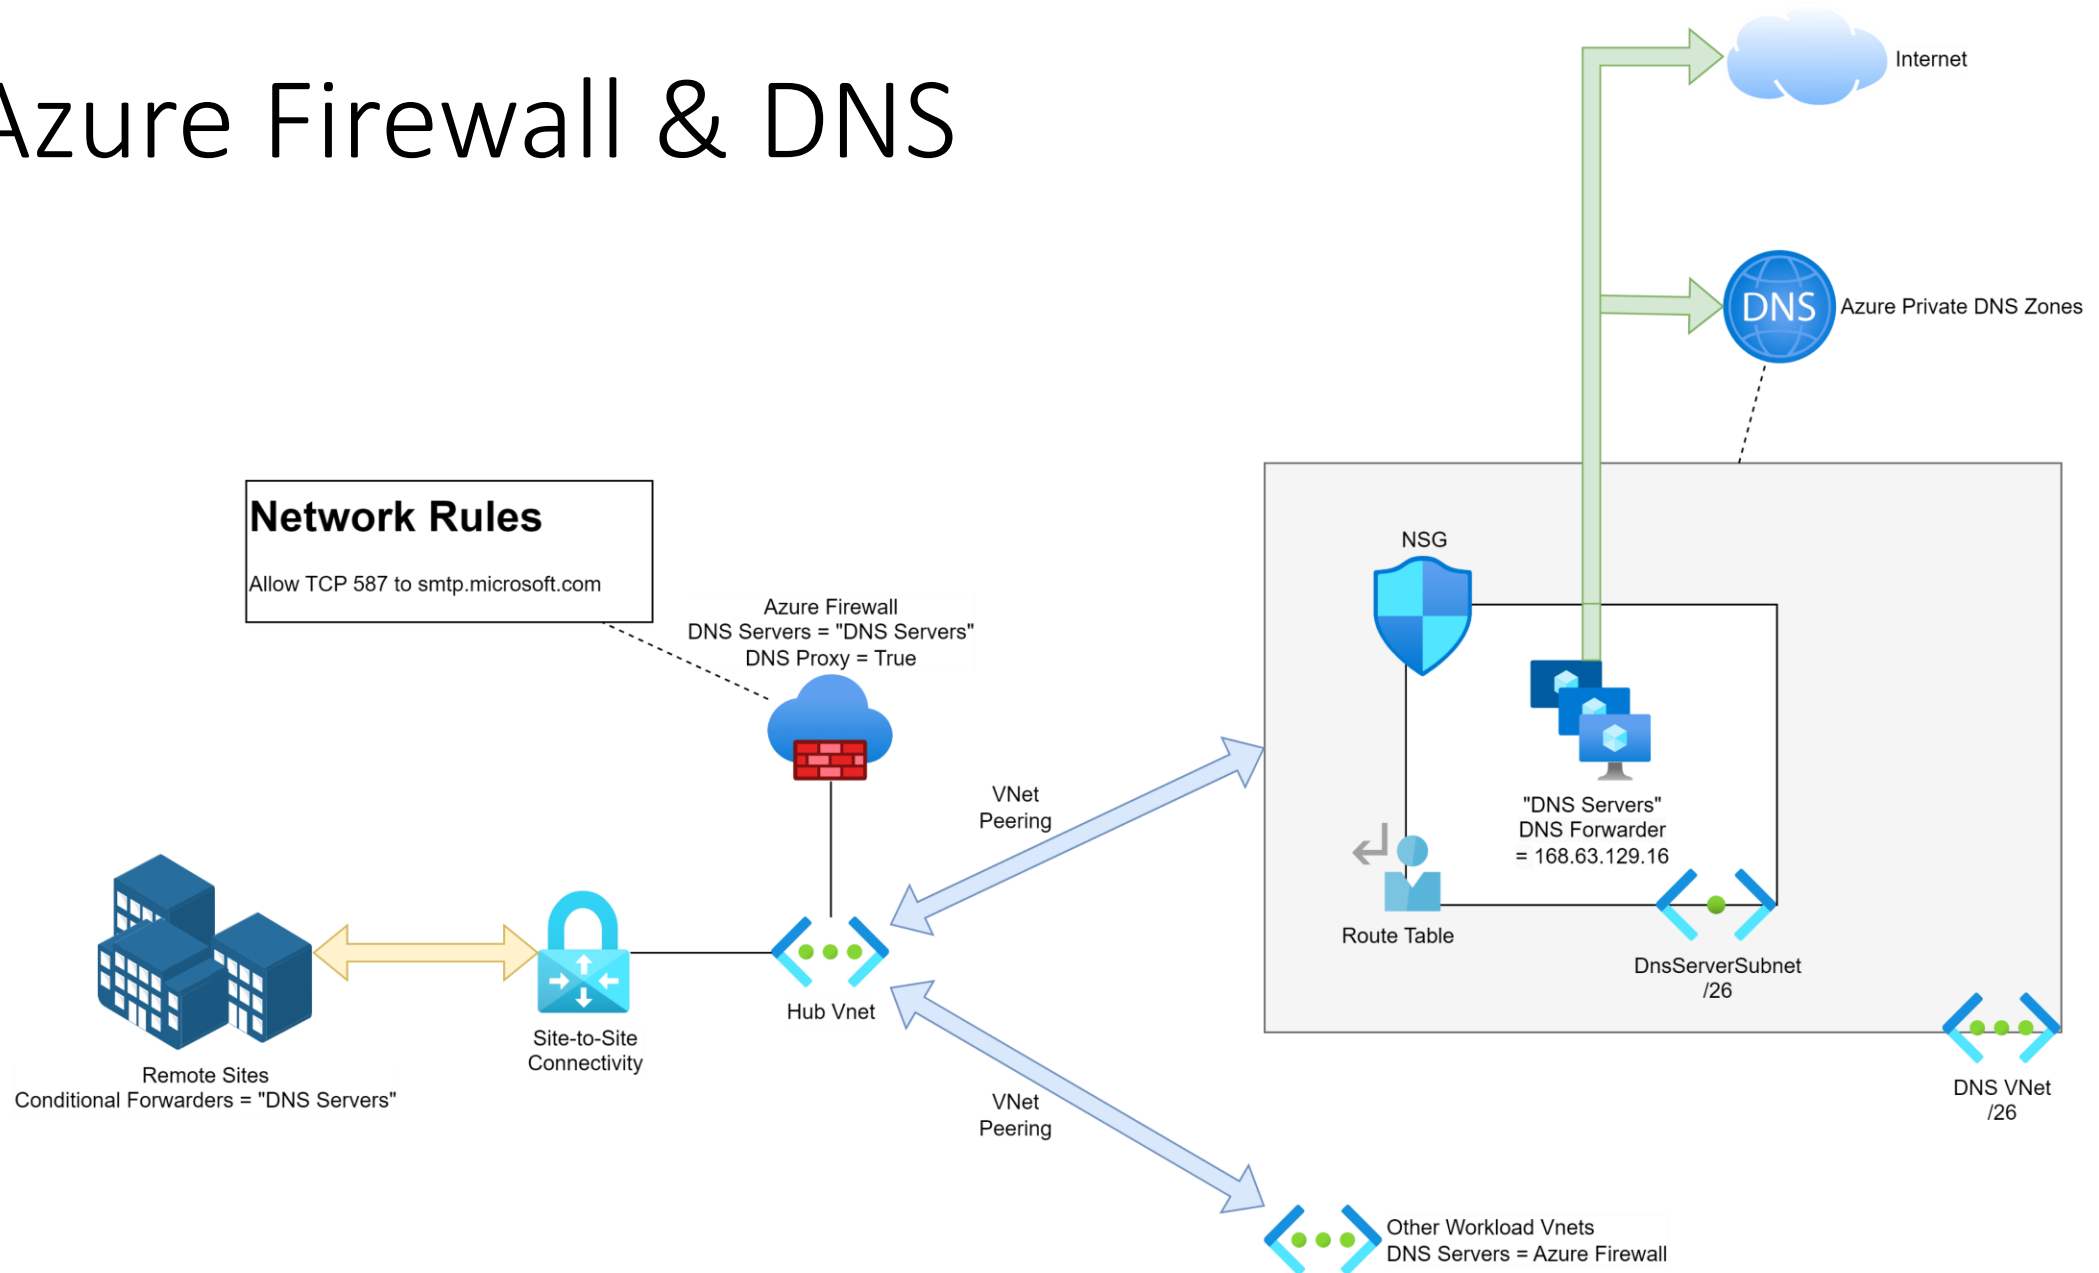 Azure Firewall & DNS
Internet
DNS
Azure Private DNS Zones
Network Rules
Allow TCP 587 to smtp.microsoft.com
Azure Firewall
DNS Servers = "DNS Servers"
DNS Proxy = True
NSG
VNet
Peering
"DNS Servers"
DNS Forwarder
= 168.63.129.16
Route Table
DnsServerSubnet
/26
Hub Vnet
Site-to-Site
Connectivity
Remote Sites
Conditional Forwarders = "DNS Servers"
DNS VNet
/26
VNet
Peering
Other Workload Vnets
DNS Servers = Azure Firewall